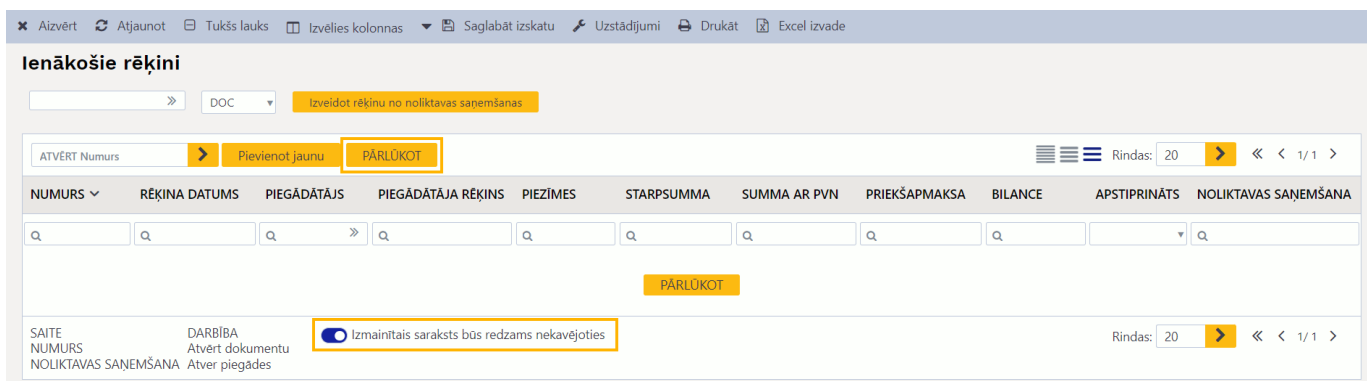 Aizvērt Atjaunot Tukšs lauks Izvēlies kolonnas Saglabāt izskatu Uzstādījumi Drukāt Excel izvade
Ienākošie rēķini
DOC Izveidot rēķinu no noliktavas saņemšanas
ATVĒRT Numurs Pievienot jaunu PĀRLŪKOT Rindas: 20 1/ 1
NUMURS RĒĶINA DATUMS PIEGĀDĀTĀJS PIEGĀDĀTĀJA RĒĶINS PIEZĪMES STARPSUMMA SUMMA AR PVN PRIEKŠAPMAKSA BILANCE APSTIPRINĀTS NOLIKTAVAS SAŅEMŠANA
PĀRLŪKOT
SAITE DARBĪBA Izmainītais saraksts būs redzams nekavējoties Rindas: 20 1/ 1
NUMURS Atvērt dokumentu
NOLIKTAVAS SAŅEMŠANA Atver piegādes